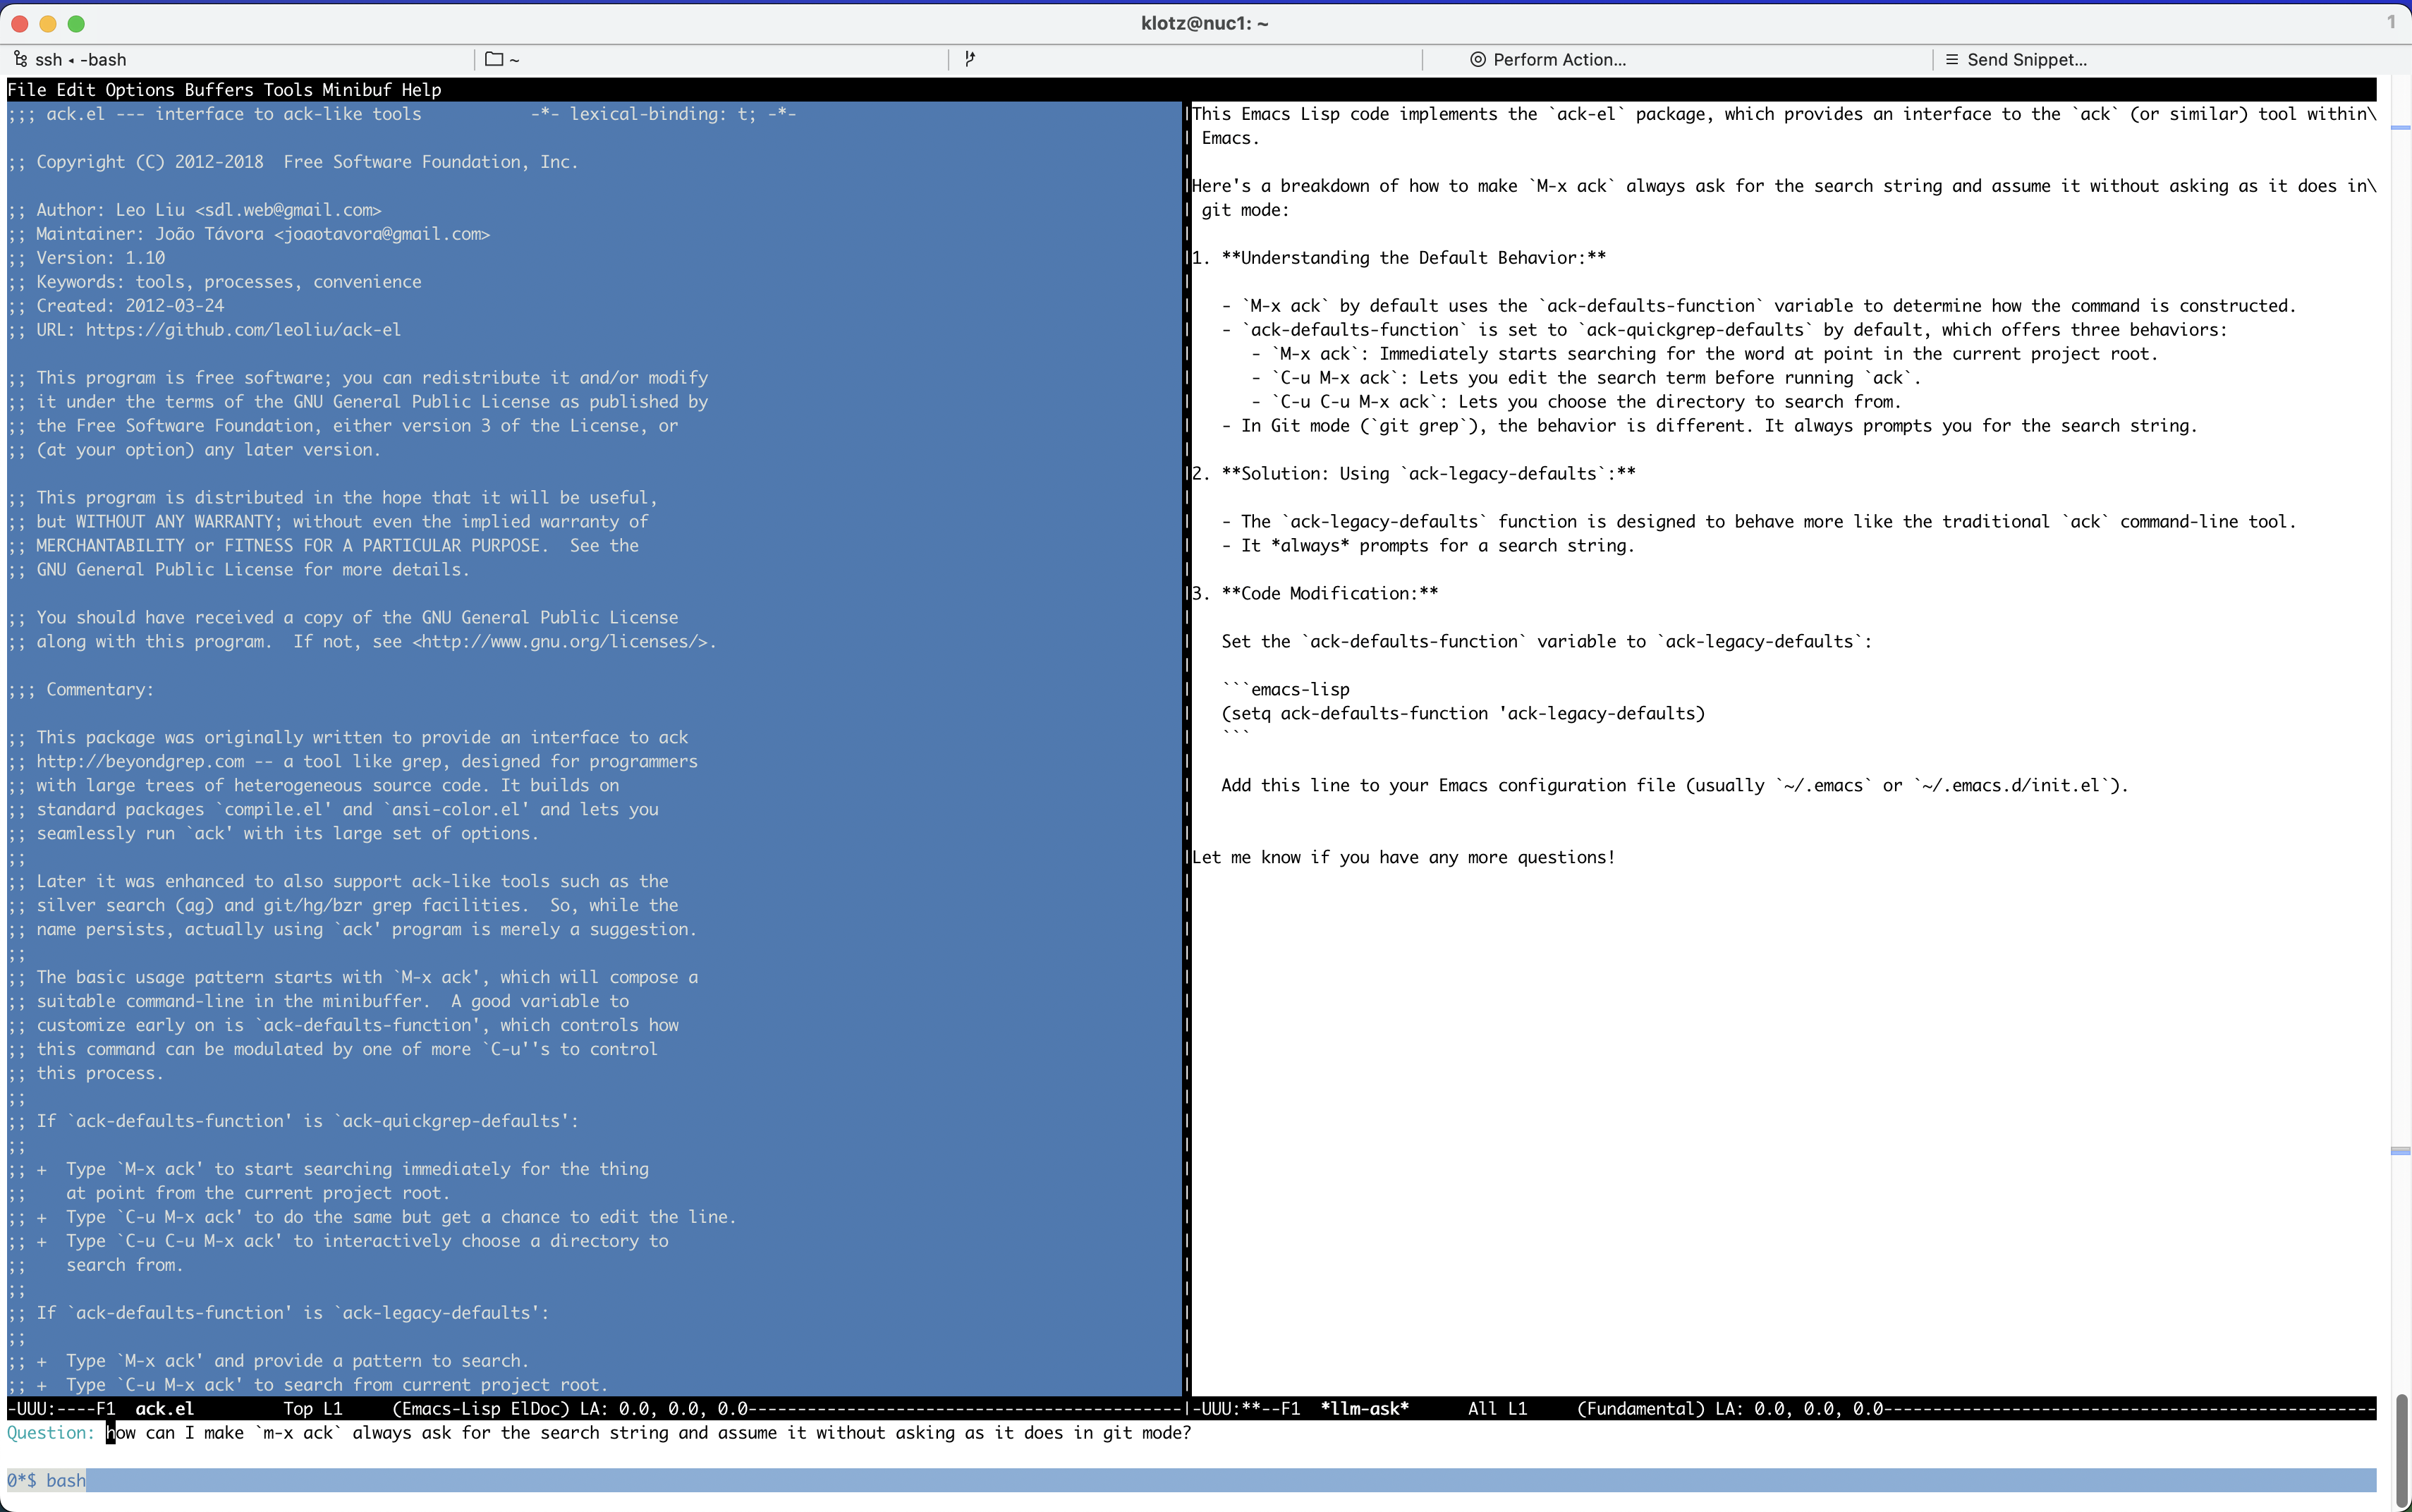 klotz@nuc1: ~
1
ssh ◂ -bash
~
Perform Action...
Send Snippet...
File Edit Options Buffers Tools Minibuf Help
;;; ack.el --- interface to ack-like tools           -*- lexical-binding: t; -*-

;; Copyright (C) 2012-2018  Free Software Foundation, Inc.

;; Author: Leo Liu <sdl.web@gmail.com>
;; Maintainer: João Távora <joaotavora@gmail.com>
;; Version: 1.10
;; Keywords: tools, processes, convenience
;; Created: 2012-03-24
;; URL: https://github.com/leoliu/ack-el

;; This program is free software; you can redistribute it and/or modify
;; it under the terms of the GNU General Public License as published by
;; the Free Software Foundation, either version 3 of the License, or
;; (at your option) any later version.

;; This program is distributed in the hope that it will be useful,
;; but WITHOUT ANY WARRANTY; without even the implied warranty of
;; MERCHANTABILITY or FITNESS FOR A PARTICULAR PURPOSE.  See the
;; GNU General Public License for more details.

;; You should have received a copy of the GNU General Public License
;; along with this program.  If not, see <http://www.gnu.org/licenses/>.

;;; Commentary:

;; This package was originally written to provide an interface to ack
;; http://beyondgrep.com -- a tool like grep, designed for programmers
;; with large trees of heterogeneous source code. It builds on
;; standard packages `compile.el' and `ansi-color.el' and lets you
;; seamlessly run `ack' with its large set of options.
;;
;; Later it was enhanced to also support ack-like tools such as the
;; silver search (ag) and git/hg/bzr grep facilities.  So, while the
;; name persists, actually using `ack' program is merely a suggestion.
;;
;; The basic usage pattern starts with `M-x ack', which will compose a
;; suitable command-line in the minibuffer.  A good variable to
;; customize early on is `ack-defaults-function', which controls how
;; this command can be modulated by one of more `C-u''s to control
;; this process.
;;
;; If `ack-defaults-function' is `ack-quickgrep-defaults':
;;
;; +  Type `M-x ack' to start searching immediately for the thing
;;    at point from the current project root.
;; +  Type `C-u M-x ack' to do the same but get a chance to edit the line.
;; +  Type `C-u C-u M-x ack' to interactively choose a directory to
;;    search from.
;;
;; If `ack-defaults-function' is `ack-legacy-defaults':
;;
;; +  Type `M-x ack' and provide a pattern to search.
;; +  Type `C-u M-x ack' to search from current project root.
-UUU:----F1  ack.el         Top L1     (Emacs-Lisp ElDoc) LA: 0.0, 0.0, 0.0--------------------------------------------
This Emacs Lisp code implements the `ack-el` package, which provides an interface to the `ack` (or similar) tool within\
 Emacs.

Here's a breakdown of how to make `M-x ack` always ask for the search string and assume it without asking as it does in\
 git mode:

1. **Understanding the Default Behavior:**

   - `M-x ack` by default uses the `ack-defaults-function` variable to determine how the command is constructed.
   - `ack-defaults-function` is set to `ack-quickgrep-defaults` by default, which offers three behaviors:
      - `M-x ack`: Immediately starts searching for the word at point in the current project root.
      - `C-u M-x ack`: Lets you edit the search term before running `ack`.
      - `C-u C-u M-x ack`: Lets you choose the directory to search from.
   - In Git mode (`git grep`), the behavior is different. It always prompts you for the search string.

2. **Solution: Using `ack-legacy-defaults`:**

   - The `ack-legacy-defaults` function is designed to behave more like the traditional `ack` command-line tool.
   - It *always* prompts for a search string.

3. **Code Modification:**

   Set the `ack-defaults-function` variable to `ack-legacy-defaults`:

   ```emacs-lisp
   (setq ack-defaults-function 'ack-legacy-defaults)
   ```

   Add this line to your Emacs configuration file (usually `~/.emacs` or `~/.emacs.d/init.el`).


Let me know if you have any more questions!
-UUU:**--F1  *llm-ask*      All L1     (Fundamental) LA: 0.0, 0.0, 0.0--------------------------------------------------
Question: how can I make `m-x ack` always ask for the search string and assume it without asking as it does in git mode?
0*$ bash